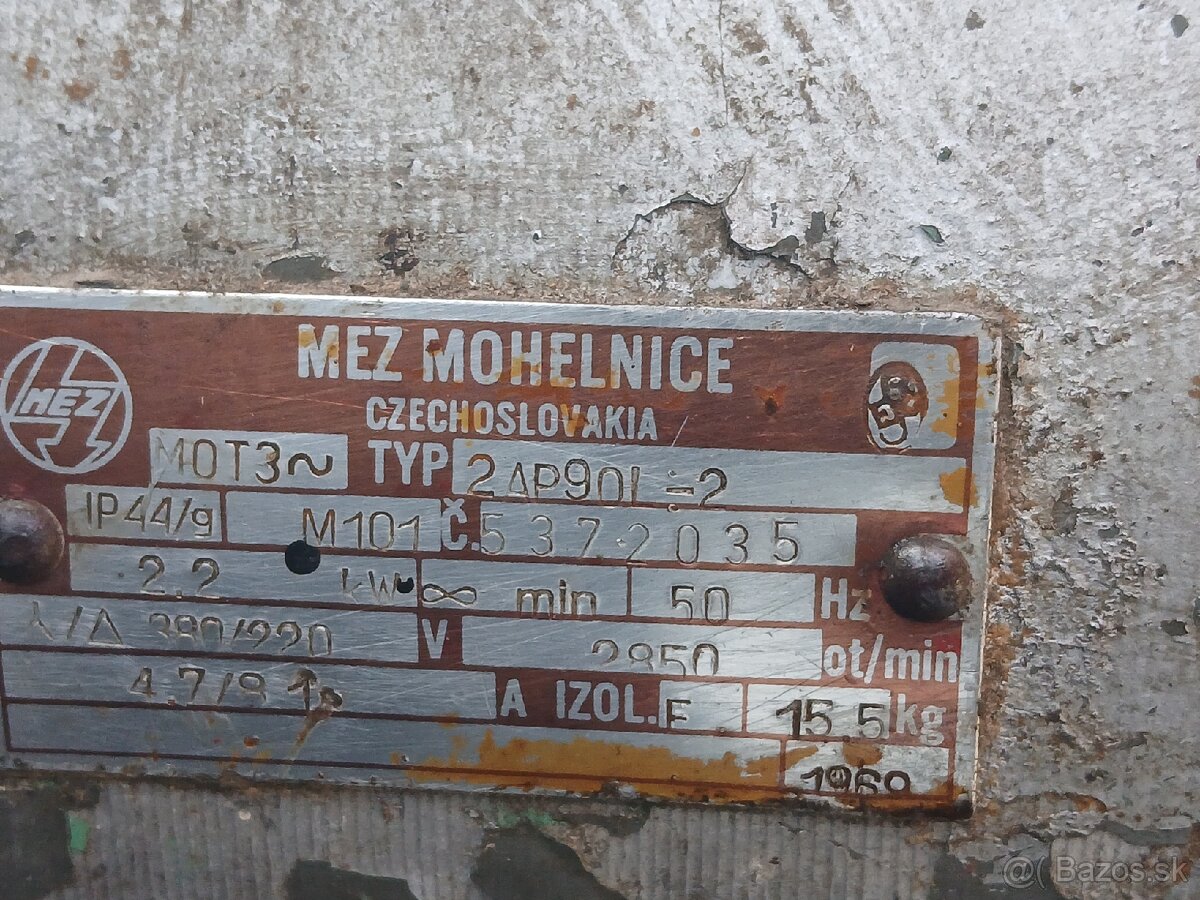 MEZ MOHELNICE
MEZ
CZECHOSLOVAKIA
MOT3~ TYP 2AP90L-2
IP44/9 M101 Č. 5372035
2.2 kW ∞ min 50 Hz
λ/Δ 380/220 V 2850 ot/min
4.7/8.1 A IZOL. 15.5 kg
@( Bazos.sk